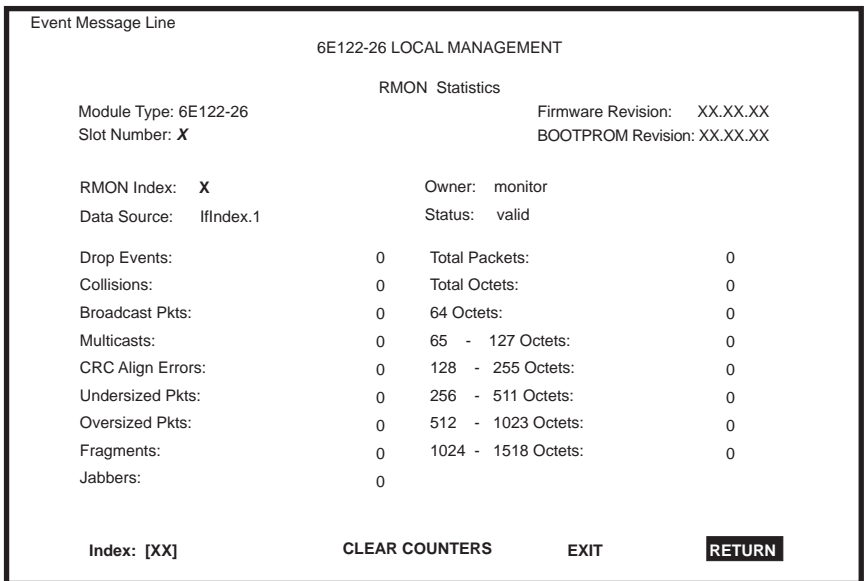 Event Message Line
6E122-26 LOCAL MANAGEMENT
RMON Statistics
Module Type: 6E122-26 Firmware Revision: XX.XX.XX
Slot Number: X BOOTPROM Revision: XX.XX.XX
RMON Index: X Owner: monitor
Data Source: IfIndex.1 Status: valid
Drop Events: 0 Total Packets: 0
Collisions: 0 Total Octets: 0
Broadcast Pkts: 0 64 Octets: 0
Multicasts: 0 65 - 127 Octets: 0
CRC Align Errors: 0 128 - 255 Octets: 0
Undersized Pkts: 0 256 - 511 Octets: 0
Oversized Pkts: 0 512 - 1023 Octets: 0
Fragments: 0 1024 - 1518 Octets: 0
Jabbers: 0
Index: [XX] CLEAR COUNTERS EXIT RETURN